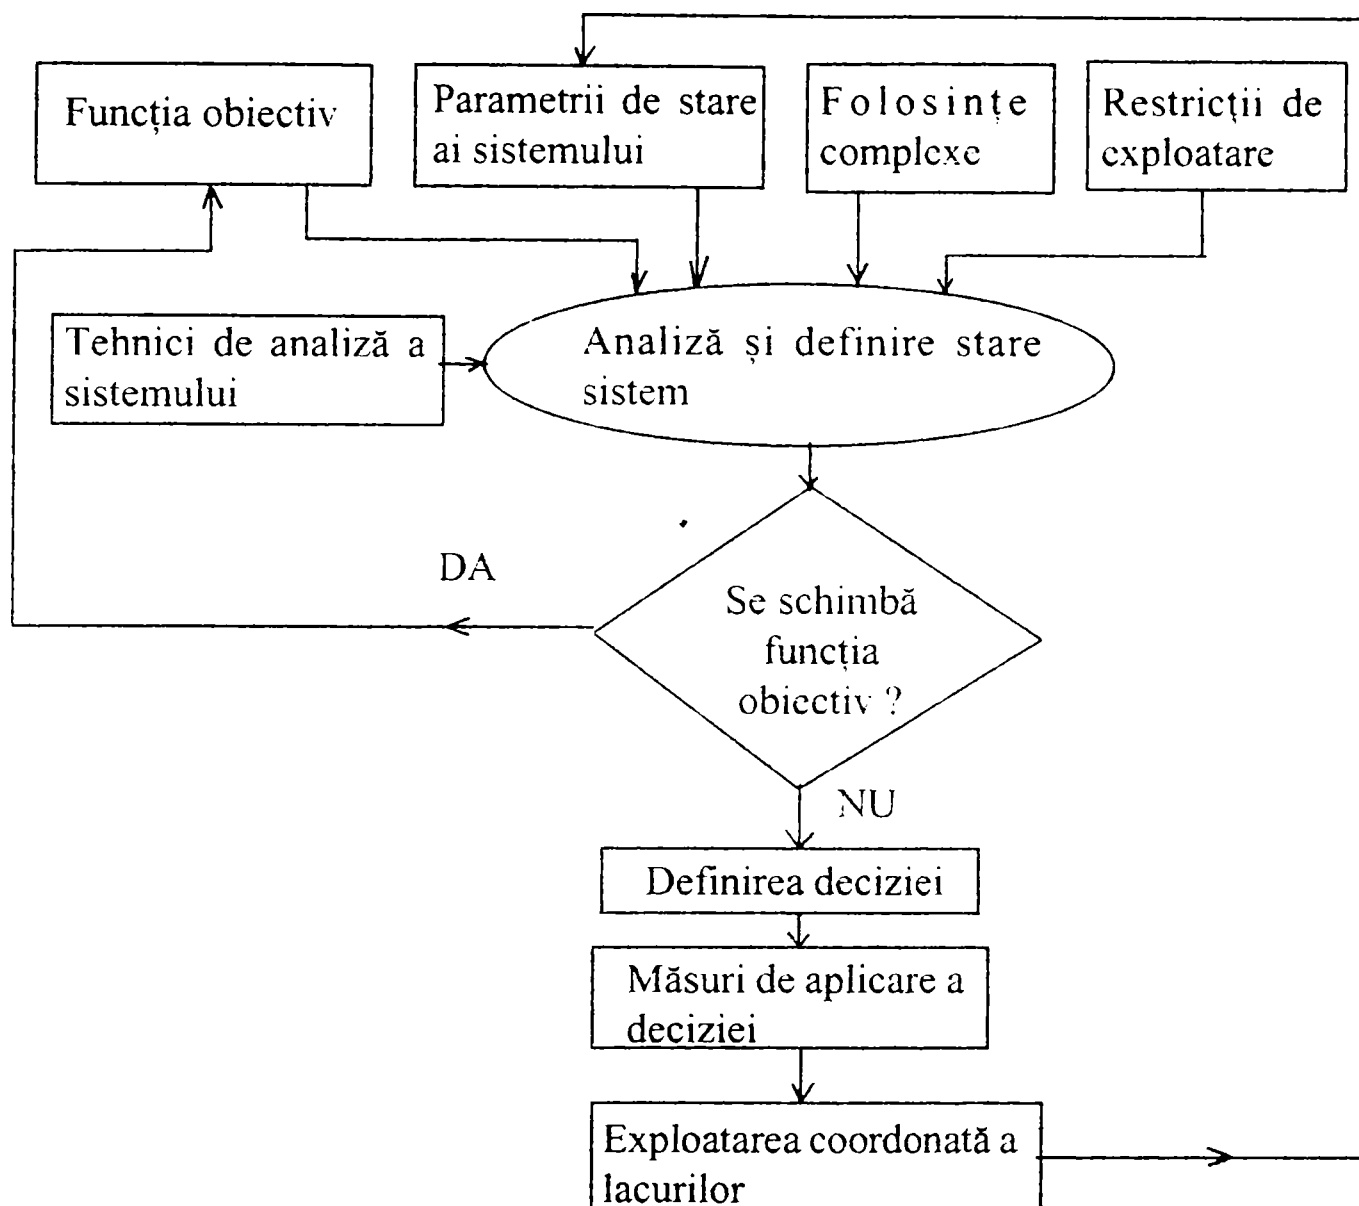 Funcția obiectiv
Parametrii de stare
ai sistemului
Folosințe
complexe
Restricții de
exploatare
Tehnici de analiză a
sistemului
Analiză și definire stare
sistem
DA
Se schimbă
funcția
obiectiv ?
NU
Definirea deciziei
Măsuri de aplicare a
deciziei
Exploatarea coordonată a
lacurilor